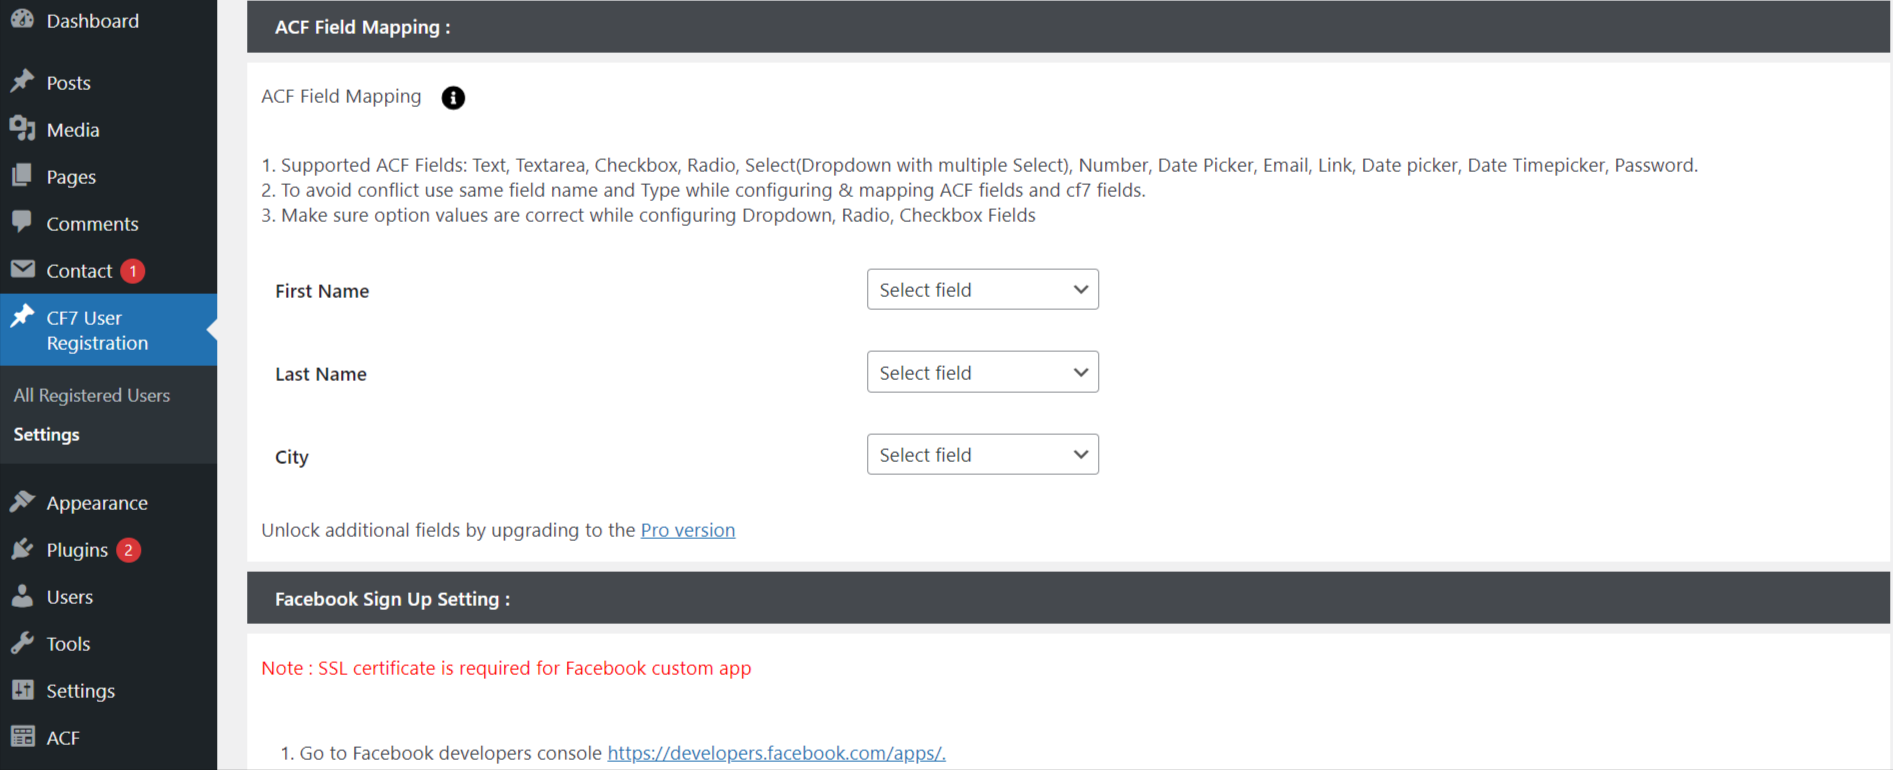 Dashboard
Posts
Media
Pages
Comments
Contact 1
CF7 User
Registration
All Registered Users
Settings
Appearance
Plugins 2
Users
Tools
Settings
ACF
ACF Field Mapping :
ACF Field Mapping
1. Supported ACF Fields: Text, Textarea, Checkbox, Radio, Select(Dropdown with multiple Select), Number, Date Picker, Email, Link, Date picker, Date Timepicker, Password.
2. To avoid conflict use same field name and Type while configuring & mapping ACF fields and cf7 fields.
3. Make sure option values are correct while configuring Dropdown, Radio, Checkbox Fields
First Name Select field
Last Name Select field
City Select field
Unlock additional fields by upgrading to the Pro version
Facebook Sign Up Setting :
Note : SSL certificate is required for Facebook custom app
1. Go to Facebook developers console https://developers.facebook.com/apps/.